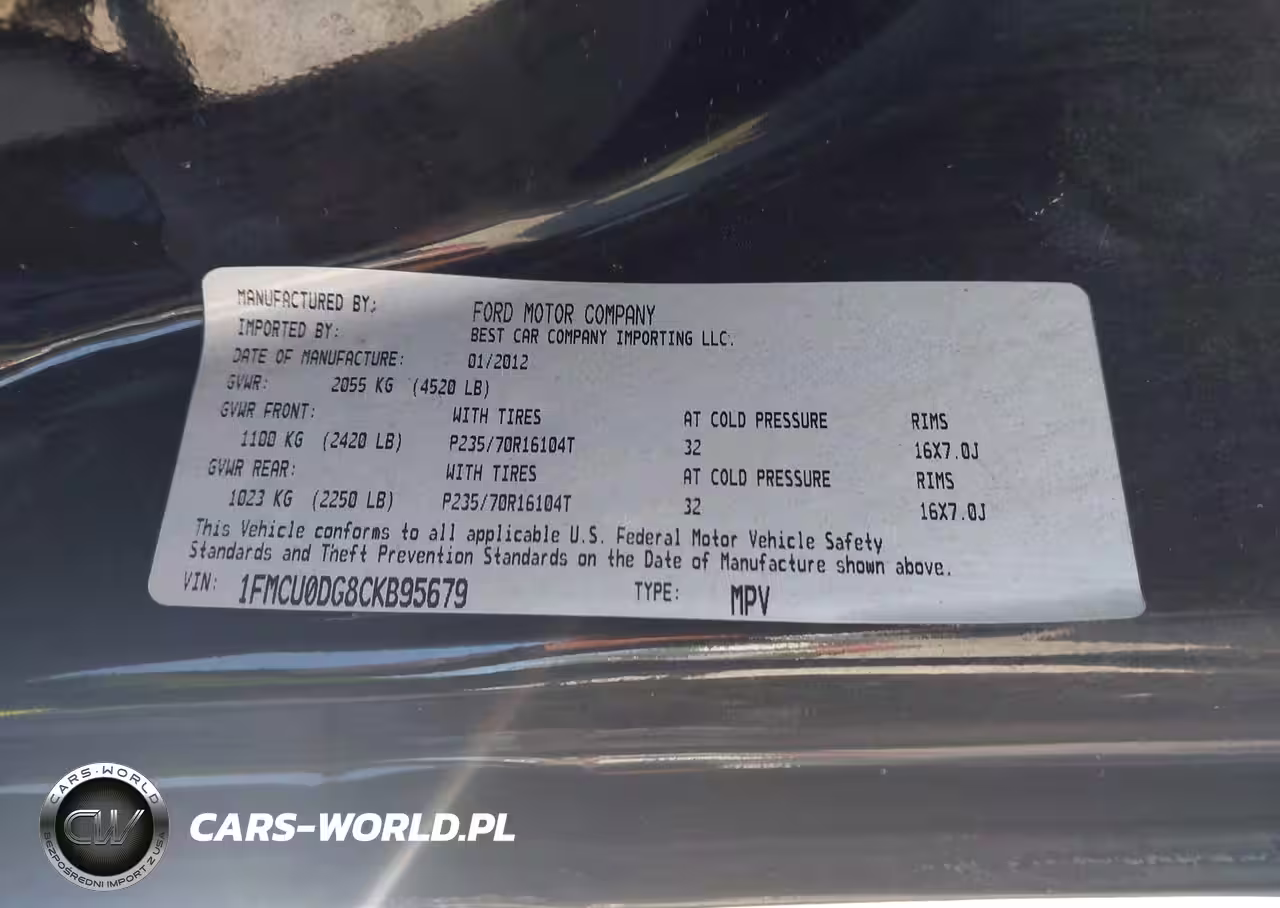 MANUFACTURED BY: FORD MOTOR COMPANY
IMPORTED BY: BEST CAR COMPANY IMPORTING LLC.
DATE OF MANUFACTURE: 01/2012
GVWR: 2055 KG (4520 LB)
GVWR FRONT: WITH TIRES AT COLD PRESSURE RIMS
1100 KG (2420 LB) P235/70R16104T 32 16X7.0J
GVWR REAR: WITH TIRES AT COLD PRESSURE RIMS
1023 KG (2250 LB) P235/70R16104T 32 16X7.0J
This Vehicle conforms to all applicable U.S. Federal Motor Vehicle Safety
Standards and Theft Prevention Standards on the Date of Manufacture shown above.
VIN: 1FMCU0DG8CKB95679 TYPE: MPV
CARS-WORLD
CW
BEZPOŚREDNI IMPORT Z USA
CARS-WORLD.PL